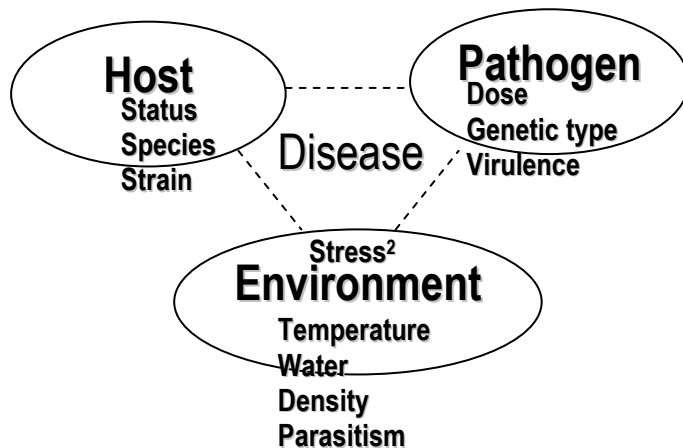 Host
Status
Species
Strain
Pathogen
Dose
Genetic type
Virulence
Disease
Stress²
Environment
Temperature
Water
Density
Parasitism